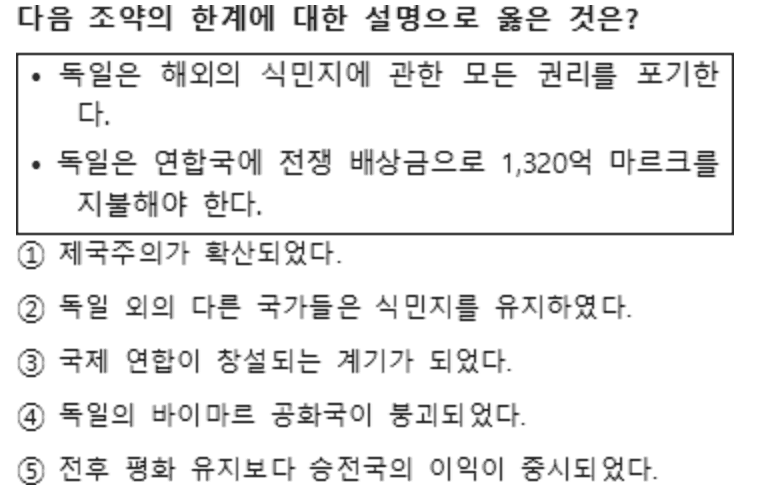 다음 조약의 한계에 대한 설명으로 옳은 것은?
• 독일은 해외의 식민지에 관한 모든 권리를 포기한
다.
• 독일은 연합국에 전쟁 배상금으로 1,320억 마르크를
지불해야 한다.
① 제국주의가 확산되었다.
② 독일 외의 다른 국가들은 식민지를 유지하였다.
③ 국제 연합이 창설되는 계기가 되었다.
④ 독일의 바이마르 공화국이 붕괴되었다.
⑤ 전후 평화 유지보다 승전국의 이익이 중시되었다.